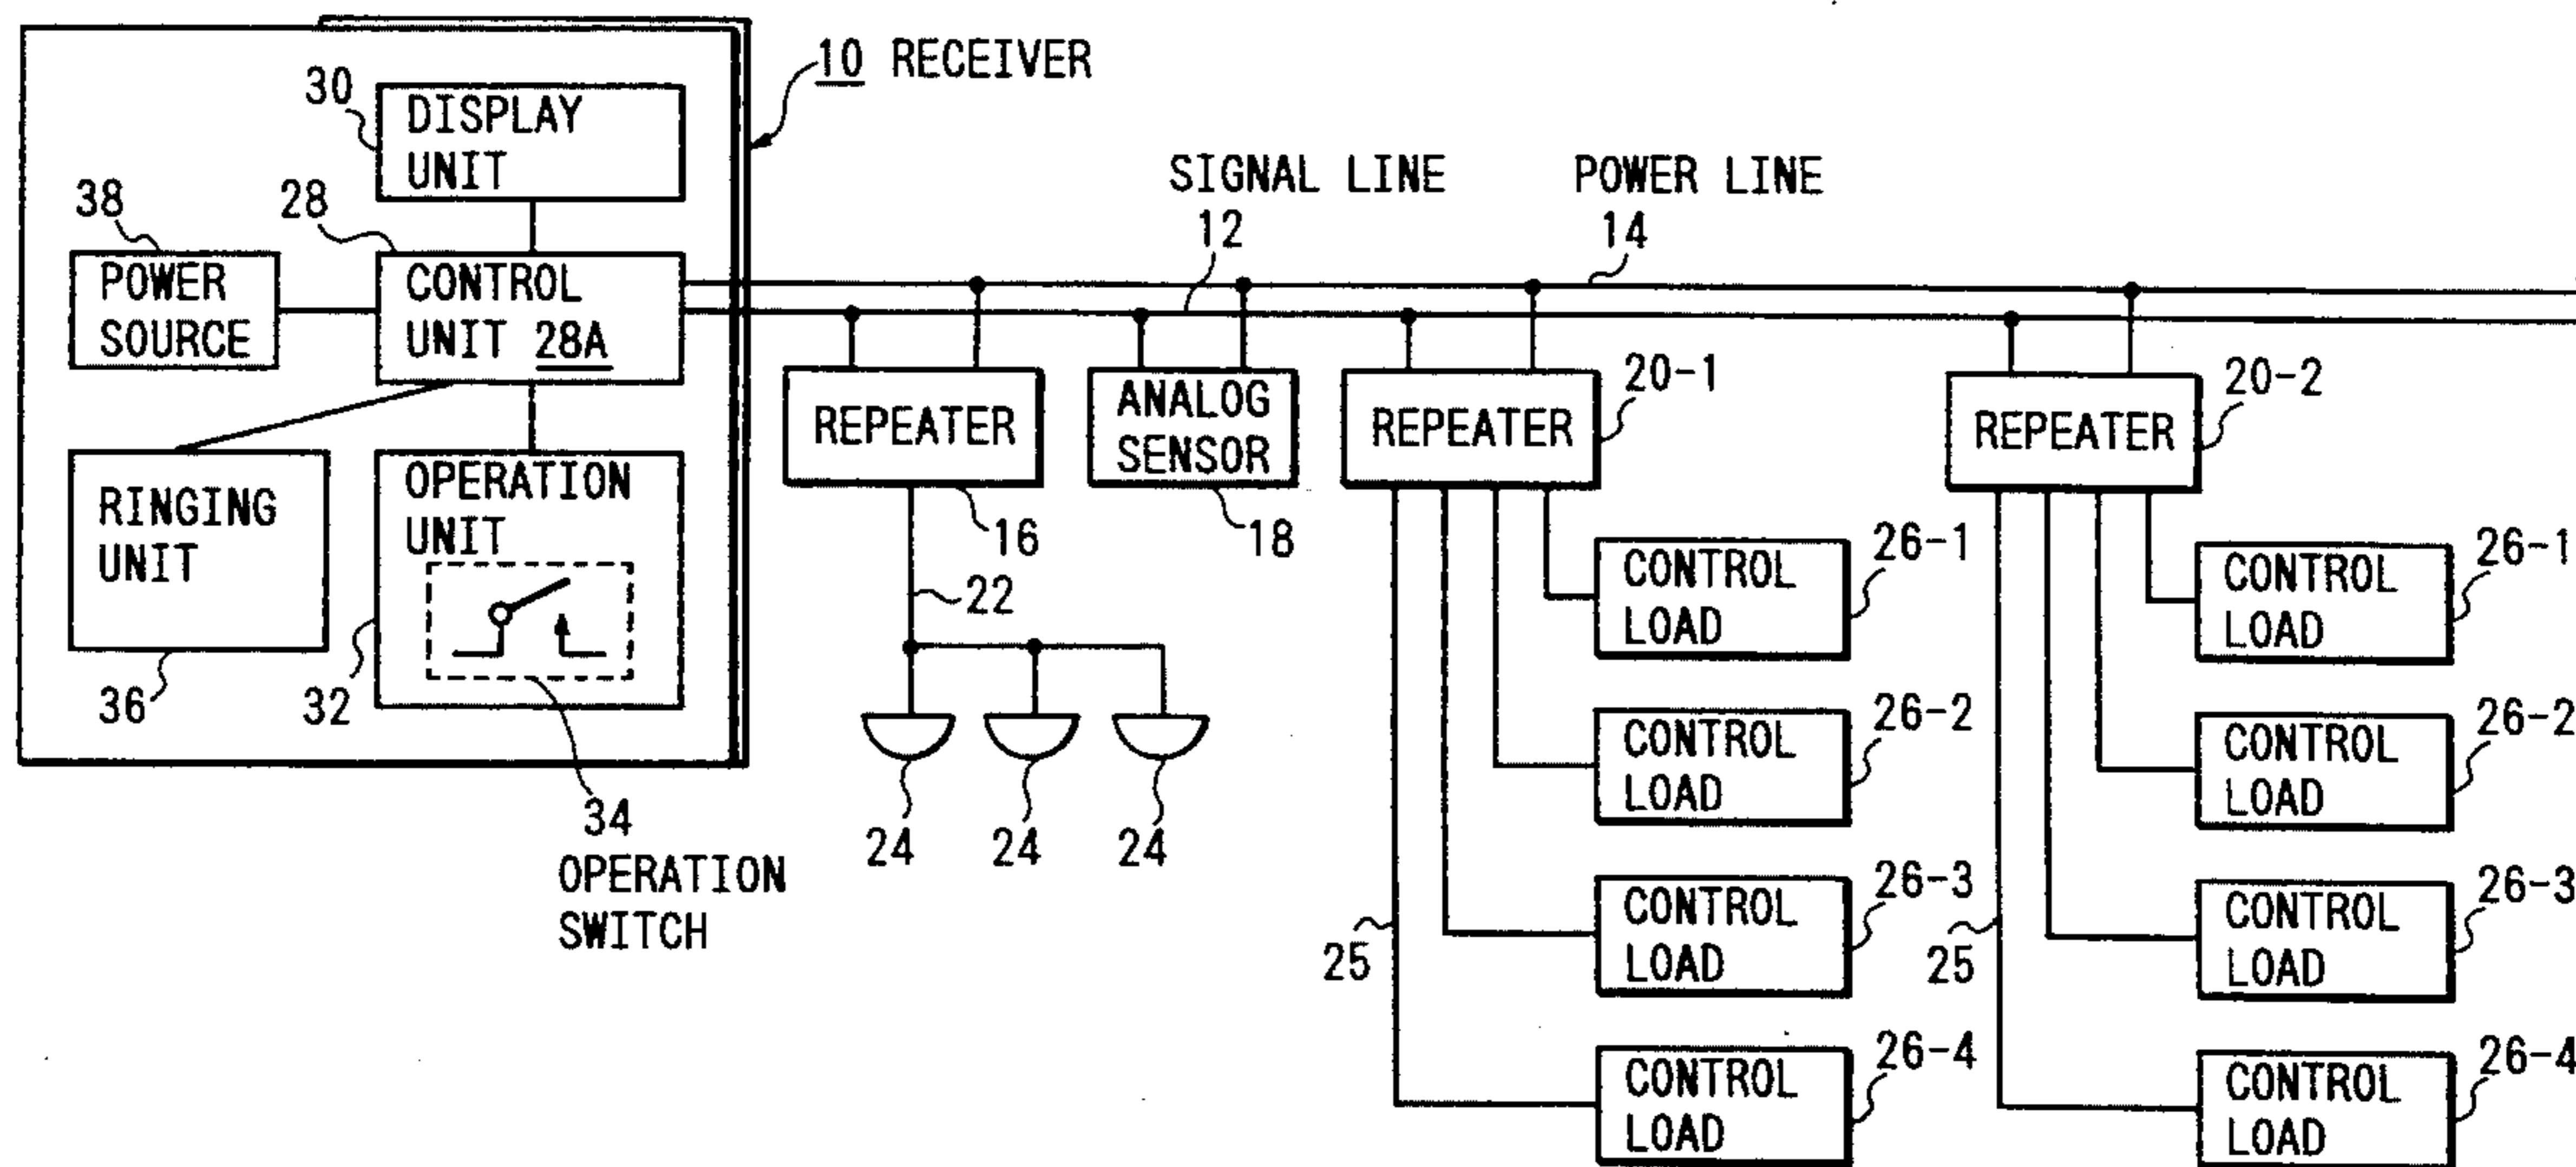 10 RECEIVER
30
DISPLAY
UNIT
SIGNAL LINE
12
POWER LINE
14
38
POWER
SOURCE
28
CONTROL
UNIT 28A
REPEATER
16
ANALOG
SENSOR
18
REPEATER
20-1
REPEATER
20-2
RINGING
UNIT
36
OPERATION
UNIT
32
34
OPERATION
SWITCH
22
24
24
24
25
CONTROL
LOAD
26-1
CONTROL
LOAD
26-2
CONTROL
LOAD
26-3
CONTROL
LOAD
26-4
25
CONTROL
LOAD
26-1
CONTROL
LOAD
26-2
CONTROL
LOAD
26-3
CONTROL
LOAD
26-4